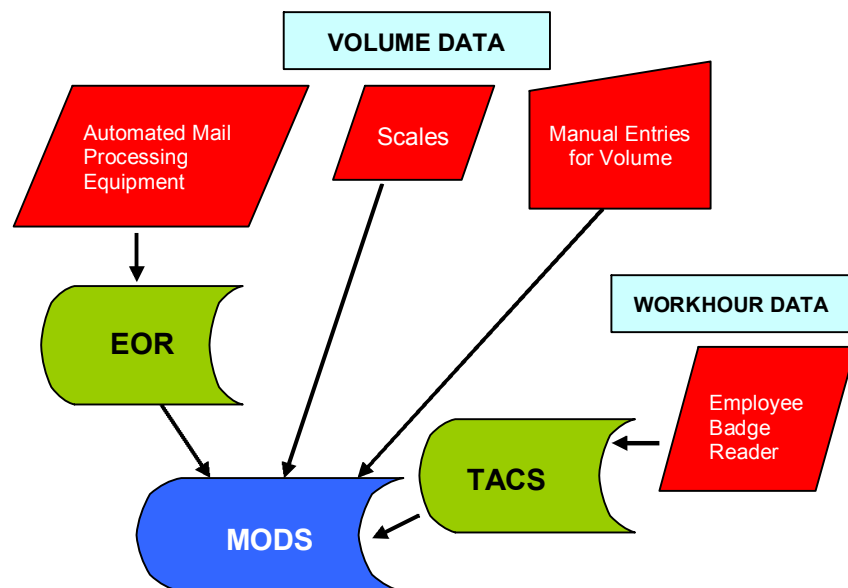 VOLUME DATA
Automated Mail
Processing
Equipment
Scales
Manual Entries
for Volume
EOR
WORKHOUR DATA
Employee
Badge
Reader
TACS
MODS